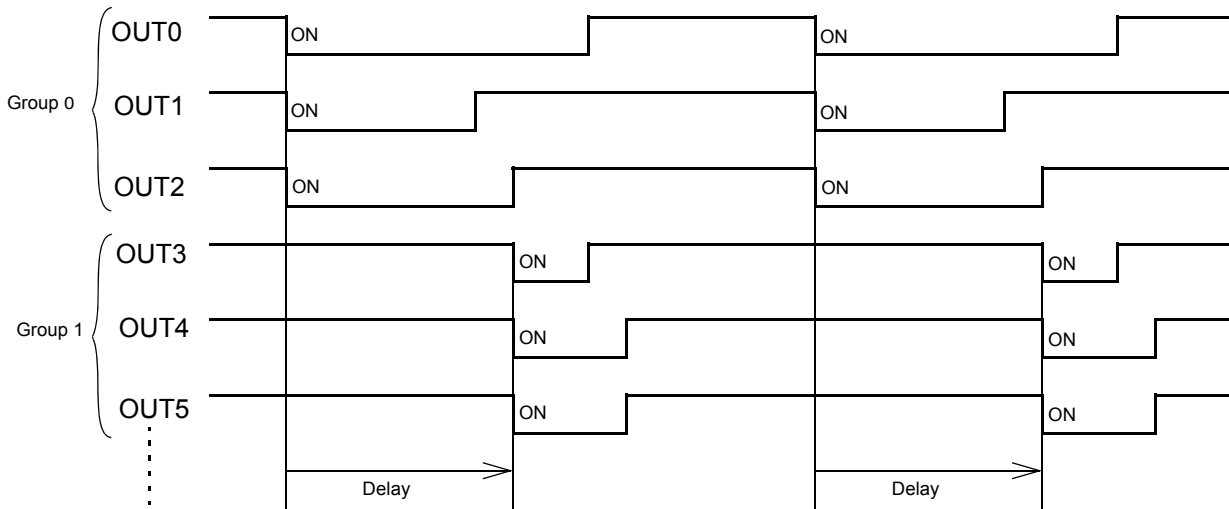 OUT0 ON ON
Group 0 OUT1 ON ON
OUT2 ON ON
OUT3 ON ON
Group 1 OUT4 ON ON
OUT5 ON ON
Delay Delay